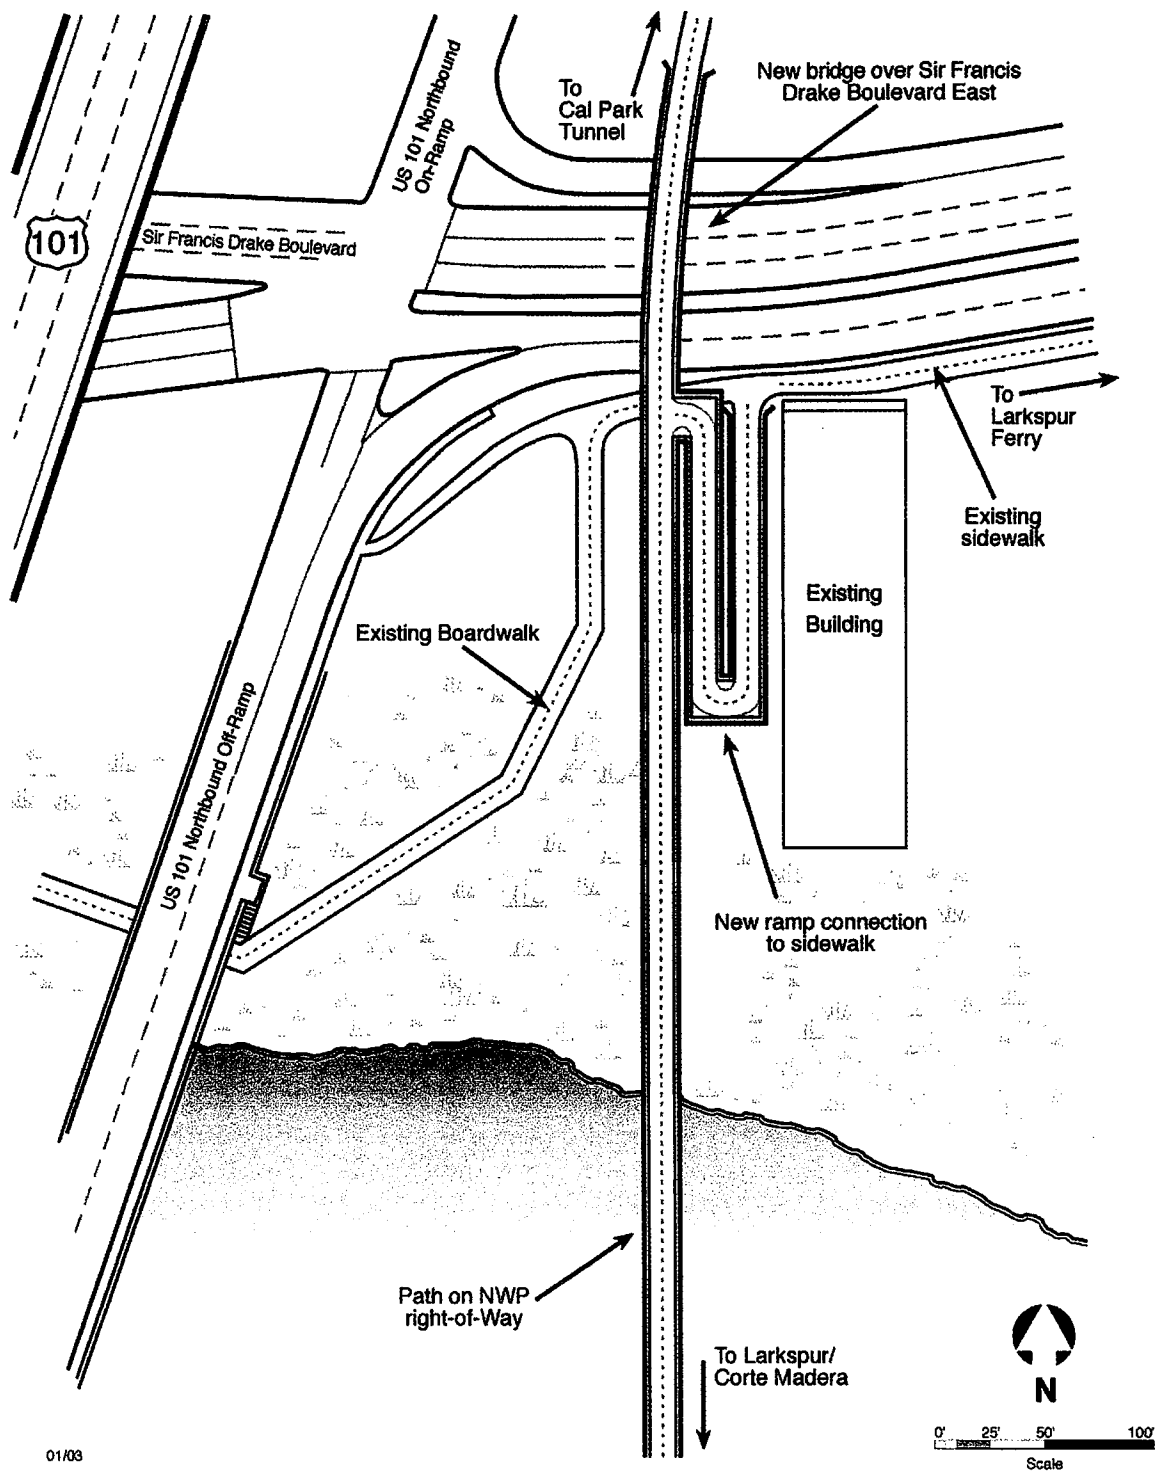 To
Cal Park
Tunnel
New bridge over Sir Francis
Drake Boulevard East
US 101 Northbound
On-Ramp
101
Sir Francis Drake Boulevard
To
Larkspur
Ferry
Existing
sidewalk
Existing
Building
Existing Boardwalk
US 101 Northbound Off-Ramp
New ramp connection
to sidewalk
Path on NWP
right-of-Way
To Larkspur/
Corte Madera
N
0' 25' 50' 100'
Scale
01/03